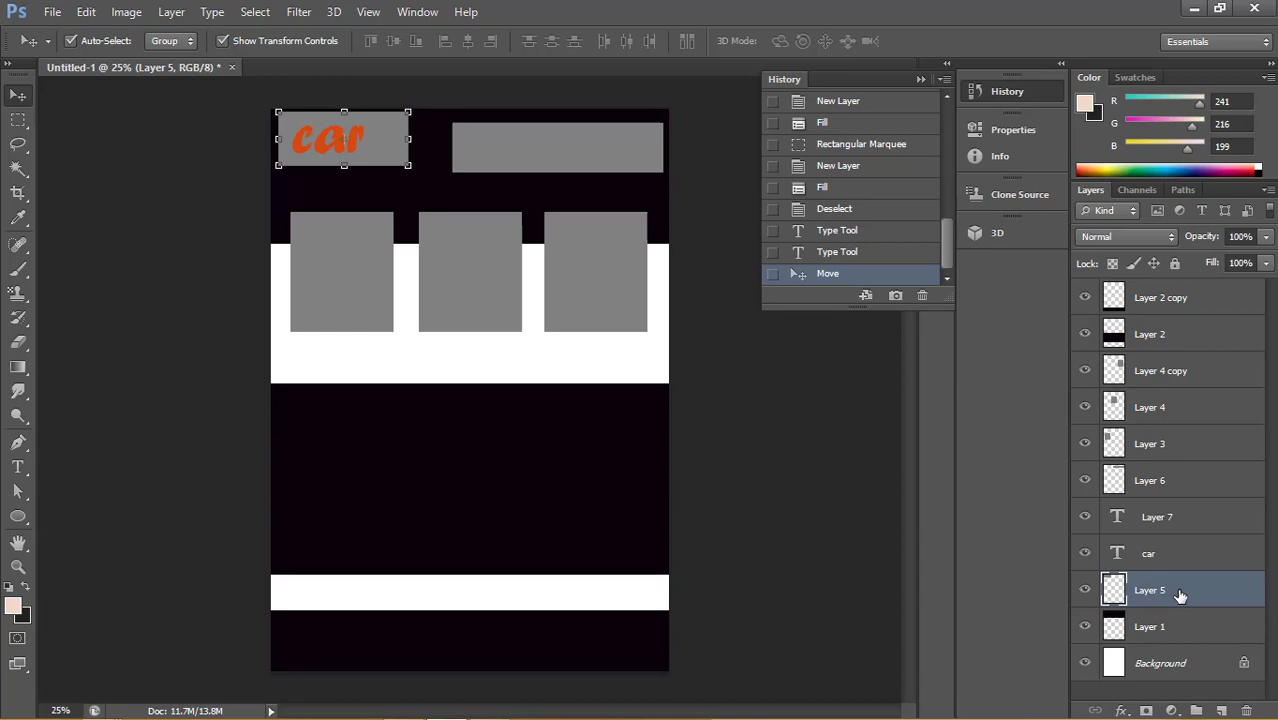 Ps File Edit Image Layer Type Select Filter 3D View Window Help
Auto-Select: Group Show Transform Controls 3D Mode: Essentials
Untitled-1 @ 25% (Layer 5, RGB/8) * ×
car
History
New Layer
Fill
Rectangular Marquee
New Layer
Fill
Deselect
Type Tool
Type Tool
Move
History
Properties
Info
Clone Source
3D
Color Swatches
R 241
G 216
B 199
Layers Channels Paths
Kind
Normal Opacity: 100%
Lock: Fill: 100%
Layer 2 copy
Layer 2
Layer 4 copy
Layer 4
Layer 3
Layer 6
T Layer 7
T car
Layer 5
Layer 1
Background
fx
25% Doc: 11.7M/13.8M